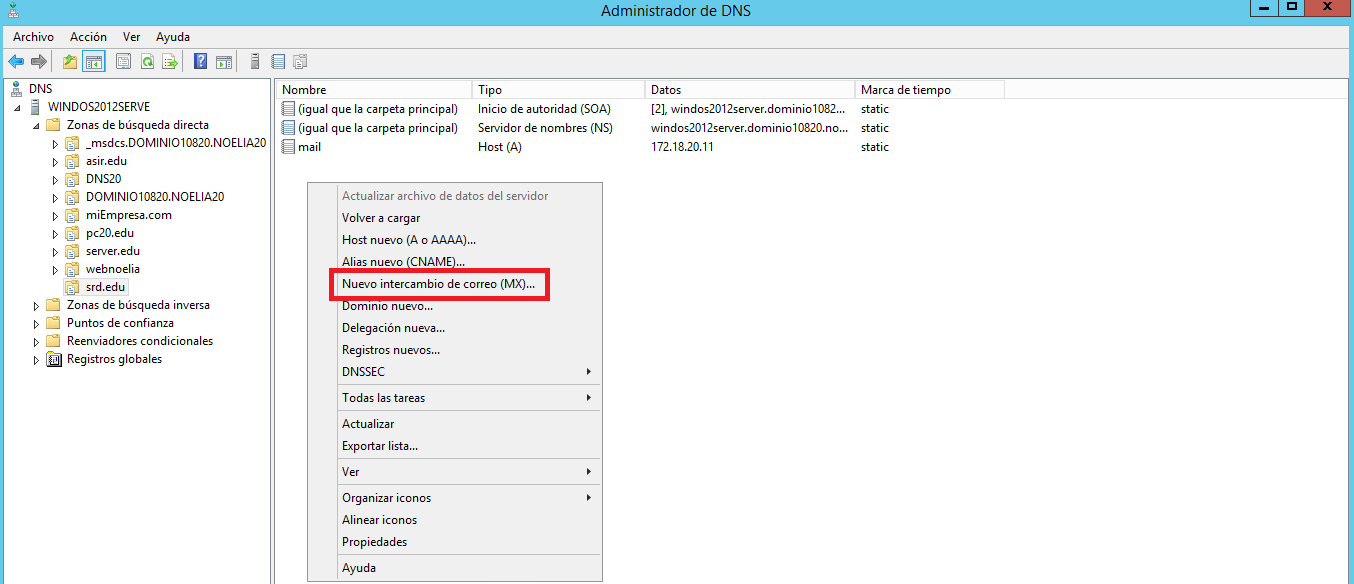 Administrador de DNS
Archivo Acción Ver Ayuda
DNS
WINDOS2012SERVE
Zonas de búsqueda directa
_msdcs.DOMINIO10820.NOELIA20
asir.edu
DNS20
DOMINIO10820.NOELIA20
miEmpresa.com
pc20.edu
server.edu
webnoelia
srd.edu
Zonas de búsqueda inversa
Puntos de confianza
Reenviadores condicionales
Registros globales
Nombre Tipo Datos Marca de tiempo
(igual que la carpeta principal) Inicio de autoridad (SOA) [2], windos2012server.dominio1082... static
(igual que la carpeta principal) Servidor de nombres (NS) windos2012server.dominio10820.no... static
mail Host (A) 172.18.20.11 static
Actualizar archivo de datos del servidor
Volver a cargar
Host nuevo (A o AAAA)...
Alias nuevo (CNAME)...
Nuevo intercambio de correo (MX)...
Dominio nuevo...
Delegación nueva...
Registros nuevos...
DNSSEC
Todas las tareas
Actualizar
Exportar lista...
Ver
Organizar iconos
Alinear iconos
Propiedades
Ayuda